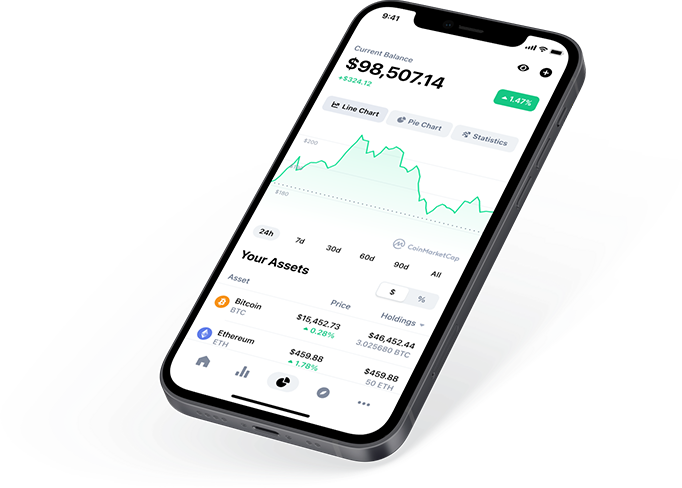 9:41
Current Balance
$98,507.14
+$324.12
1.47%
Line Chart
Pie Chart
Statistics
$200
$180
CoinMarketCap
24h
7d
30d
60d
90d
All
Your Assets
$
%
Asset
Price
Holdings
Bitcoin
BTC
$15,452.73
0.28%
$46,452.44
3.025680 BTC
Ethereum
ETH
$459.88
1.78%
$459.88
50 ETH